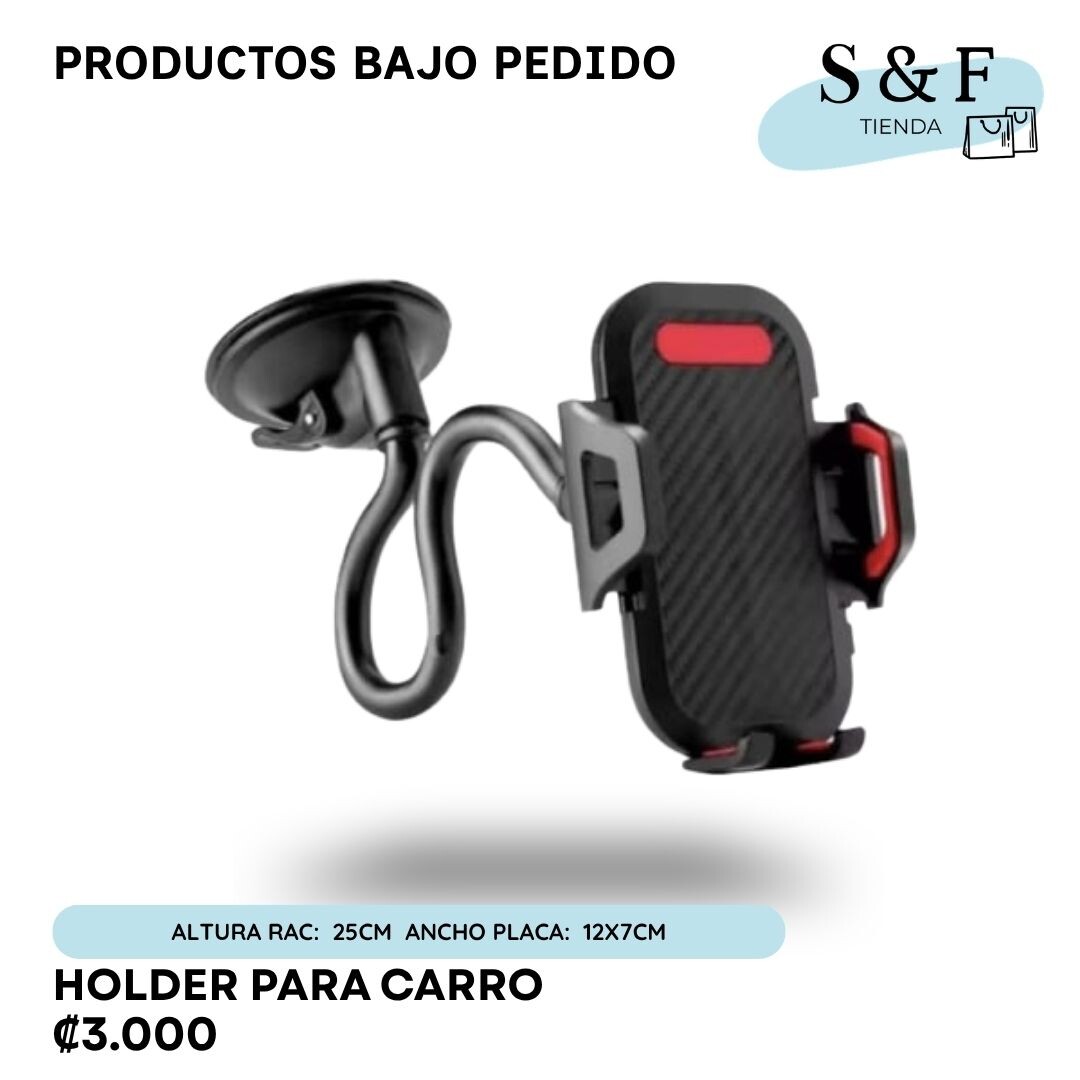 PRODUCTOS BAJO PEDIDO
S & F
TIENDA
ALTURA RAC: 25CM ANCHO PLACA: 12X7CM
HOLDER PARA CARRO
₡3.000